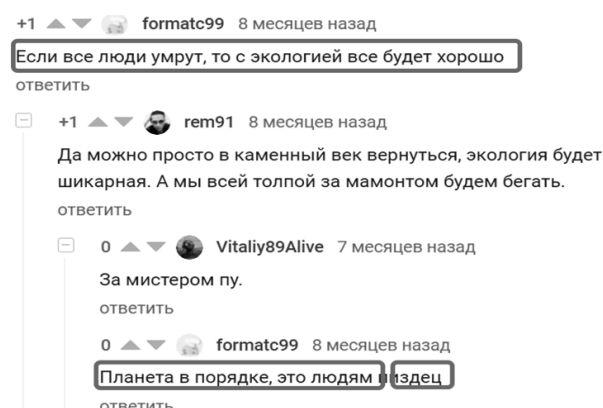 +1 formatc99 8 месяцев назад
Если все люди умрут, то с экологией все будет хорошо
ответить
+1 rem91 8 месяцев назад
Да можно просто в каменный век вернуться, экология будет
шикарная. А мы всей толпой за мамонтом будем бегать.
ответить
0 Vitaliy89Alive 7 месяцев назад
За мистером пу.
ответить
0 formatc99 8 месяцев назад
Планета в порядке, это людям пиздец
ответить